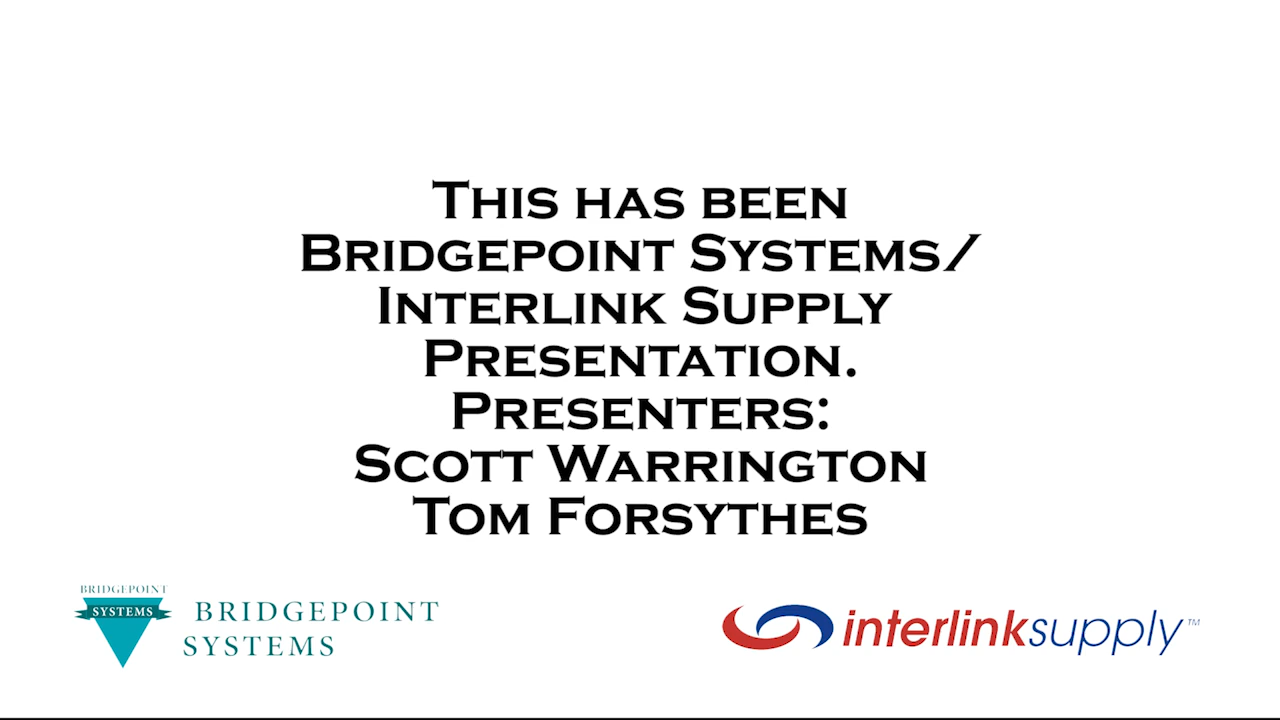 This has been
Bridgepoint Systems/
Interlink Supply
Presentation.
Presenters:
Scott Warrington
Tom Forsythes
BRIDGEPOINT
SYSTEMS
BRIDGEPOINT
SYSTEMS
interlinksupply™